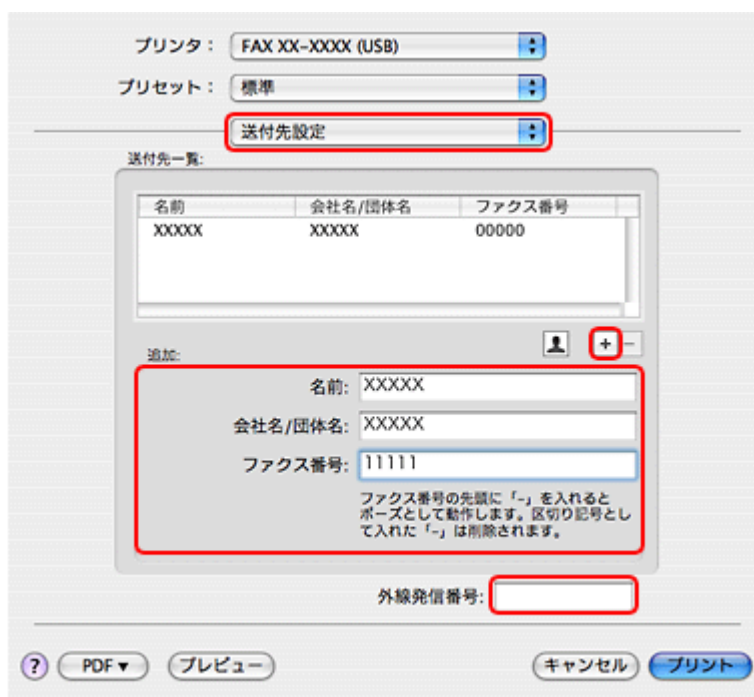 プリンタ： FAX XX-XXXX (USB)
プリセット： 標準
送付先設定
送付先一覧:
名前 会社名/団体名 ファクス番号
XXXXX XXXXX 00000
+ -
追加:
名前: XXXXX
会社名/団体名: XXXXX
ファクス番号: 11111
ファクス番号の先頭に「-」を入れると
ポーズとして動作します。区切り記号とし
て入れた「-」は削除されます。
外線発信番号:
? PDF▼ プレビュー キャンセル プリント